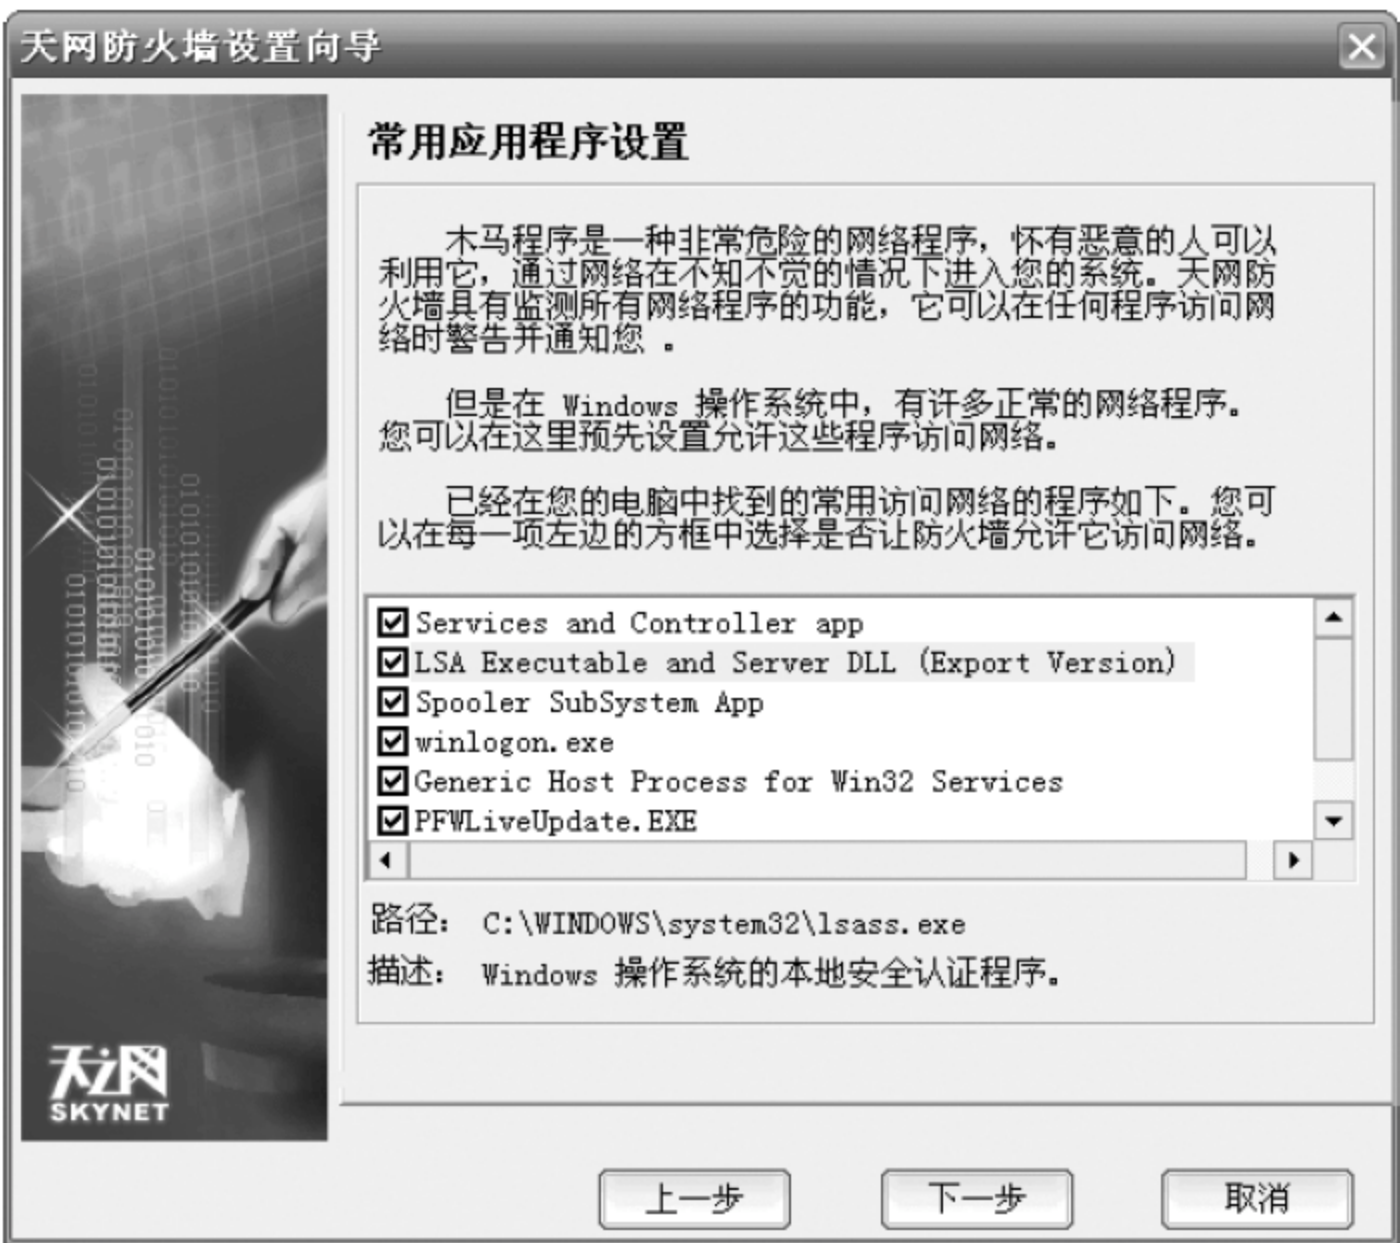 天网防火墙设置向导
常用应用程序设置
木马程序是一种非常危险的网络程序，怀有恶意的人可以
利用它，通过网络在不知不觉的情况下进入您的系统。天网防
火墙具有监测所有网络程序的功能，它可以在任何程序访问网
络时警告并通知您 。
但是在 Windows 操作系统中，有许多正常的网络程序。
您可以在这里预先设置允许这些程序访问网络。
已经在您的电脑中找到的常用访问网络的程序如下。您可
以在每一项左边的方框中选择是否让防火墙允许它访问网络。
Services and Controller app
LSA Executable and Server DLL (Export Version)
Spooler SubSystem App
winlogon.exe
Generic Host Process for Win32 Services
PFWLiveUpdate.EXE
路径： C:\WINDOWS\system32\lsass.exe
描述： Windows 操作系统的本地安全认证程序。
天之网
SKYNET
上一步 下一步 取消